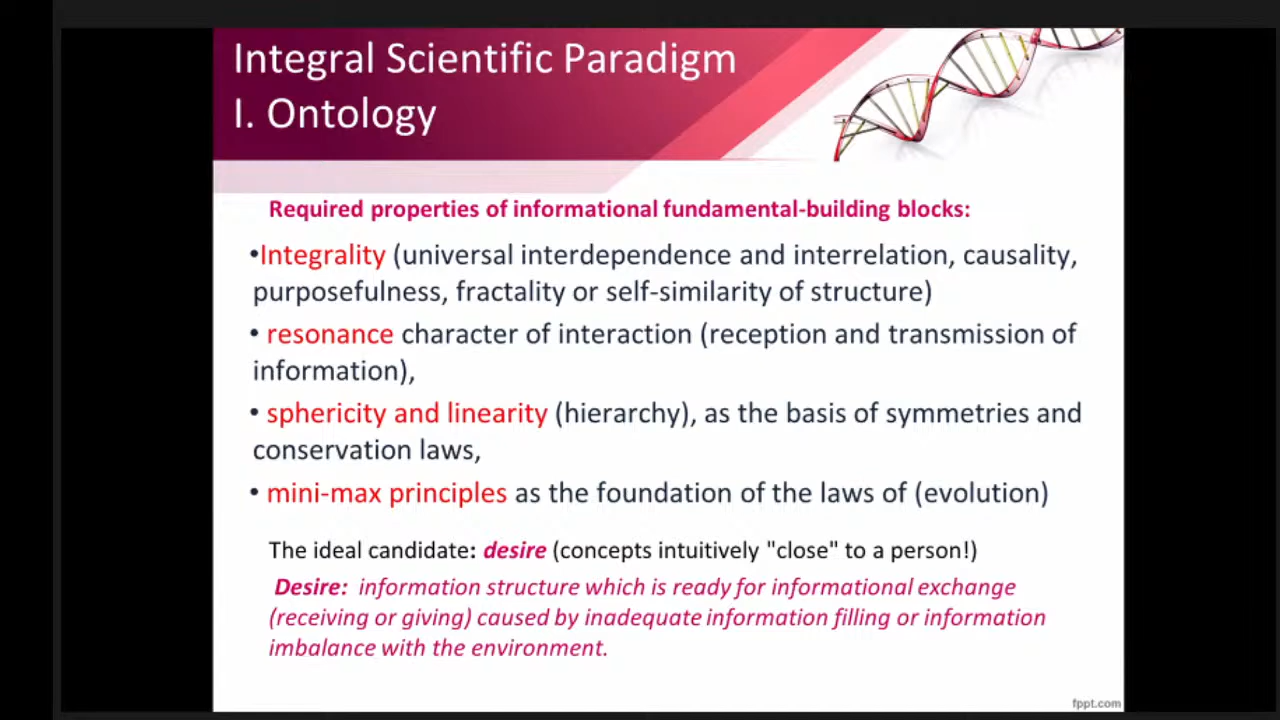 Integral Scientific Paradigm
I. Ontology
Required properties of informational fundamental-building blocks:
•Integrality (universal interdependence and interrelation, causality,
purposefulness, fractality or self-similarity of structure)
• resonance character of interaction (reception and transmission of
information),
• sphericity and linearity (hierarchy), as the basis of symmetries and
conservation laws,
• mini-max principles as the foundation of the laws of (evolution)
The ideal candidate: desire (concepts intuitively "close" to a person!)
Desire: information structure which is ready for informational exchange
(receiving or giving) caused by inadequate information filling or information
imbalance with the environment.
fppt.com